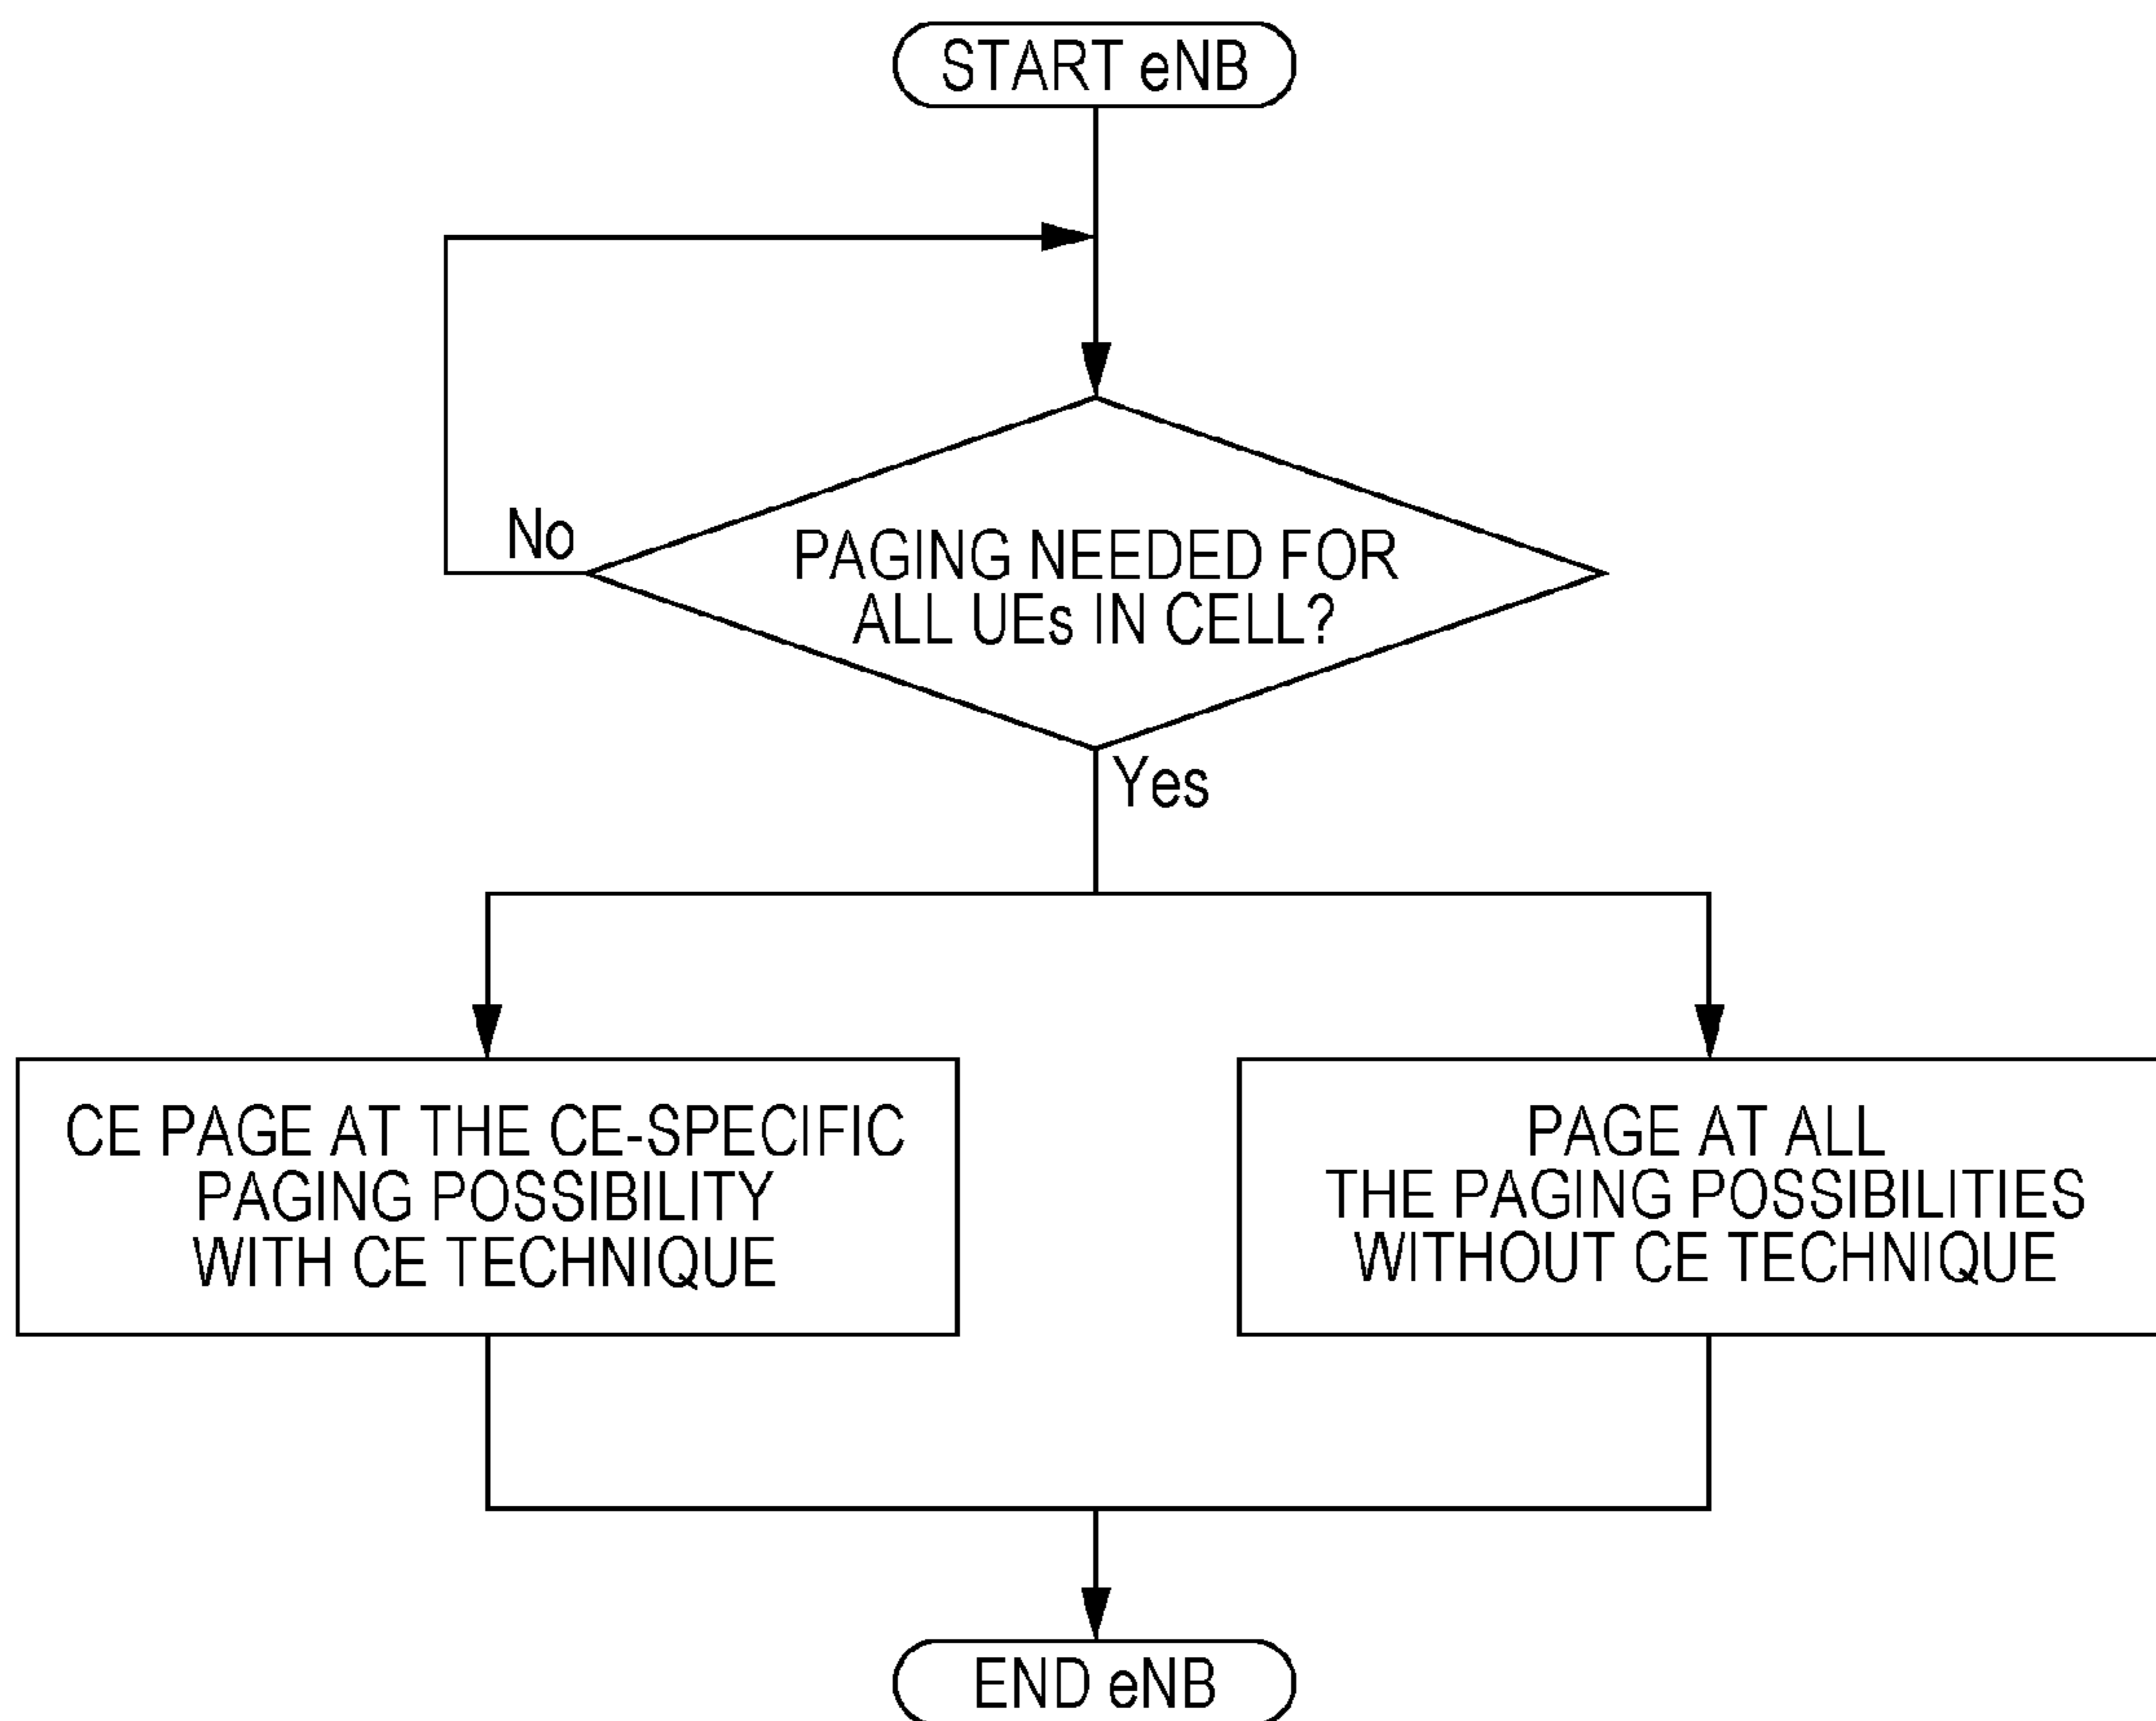 START eNB
No
PAGING NEEDED FOR
ALL UEs IN CELL?
Yes
CE PAGE AT THE CE-SPECIFIC
PAGING POSSIBILITY
WITH CE TECHNIQUE
PAGE AT ALL
THE PAGING POSSIBILITIES
WITHOUT CE TECHNIQUE
END eNB